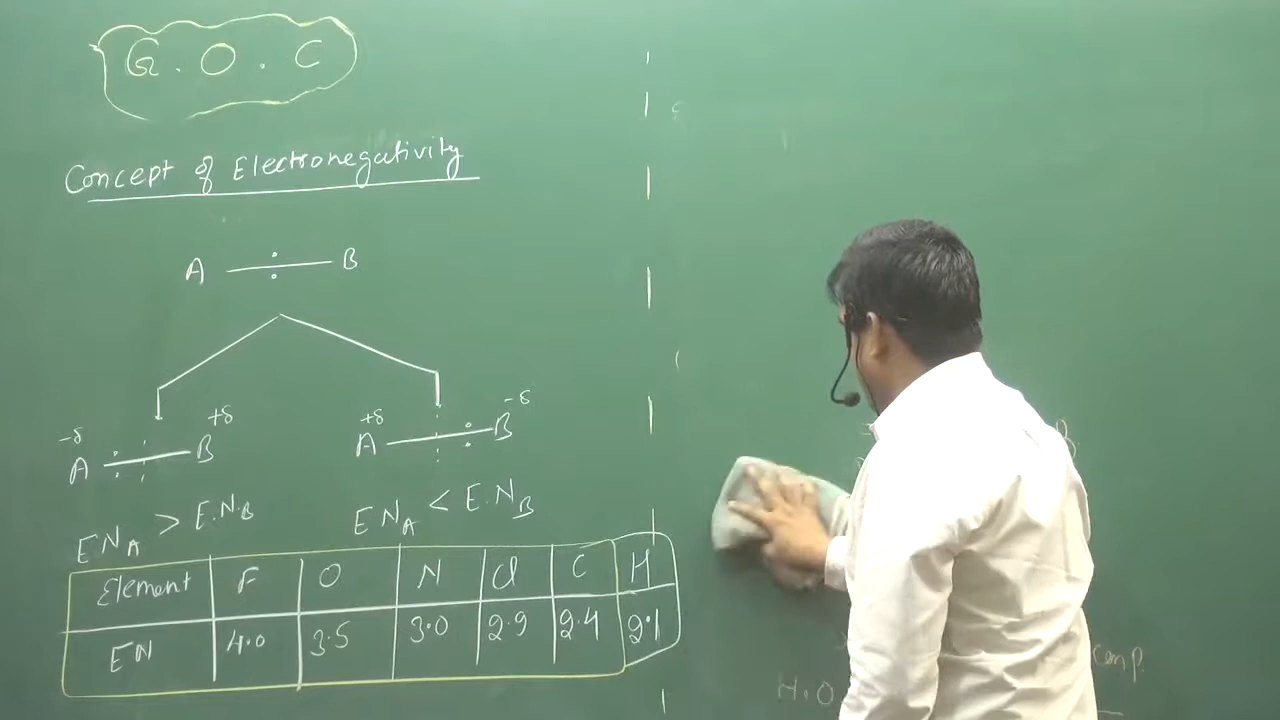 G.O.C
Concept of Electronegativity
A — B
-δ A — B +δ
+δ A — B -δ
EN_A > E.N_B
EN_A < E.N_B
Element F O N Cl C H
EN 4.0 3.5 3.0 2.9 2.4 2.1
B
comp.
H.O